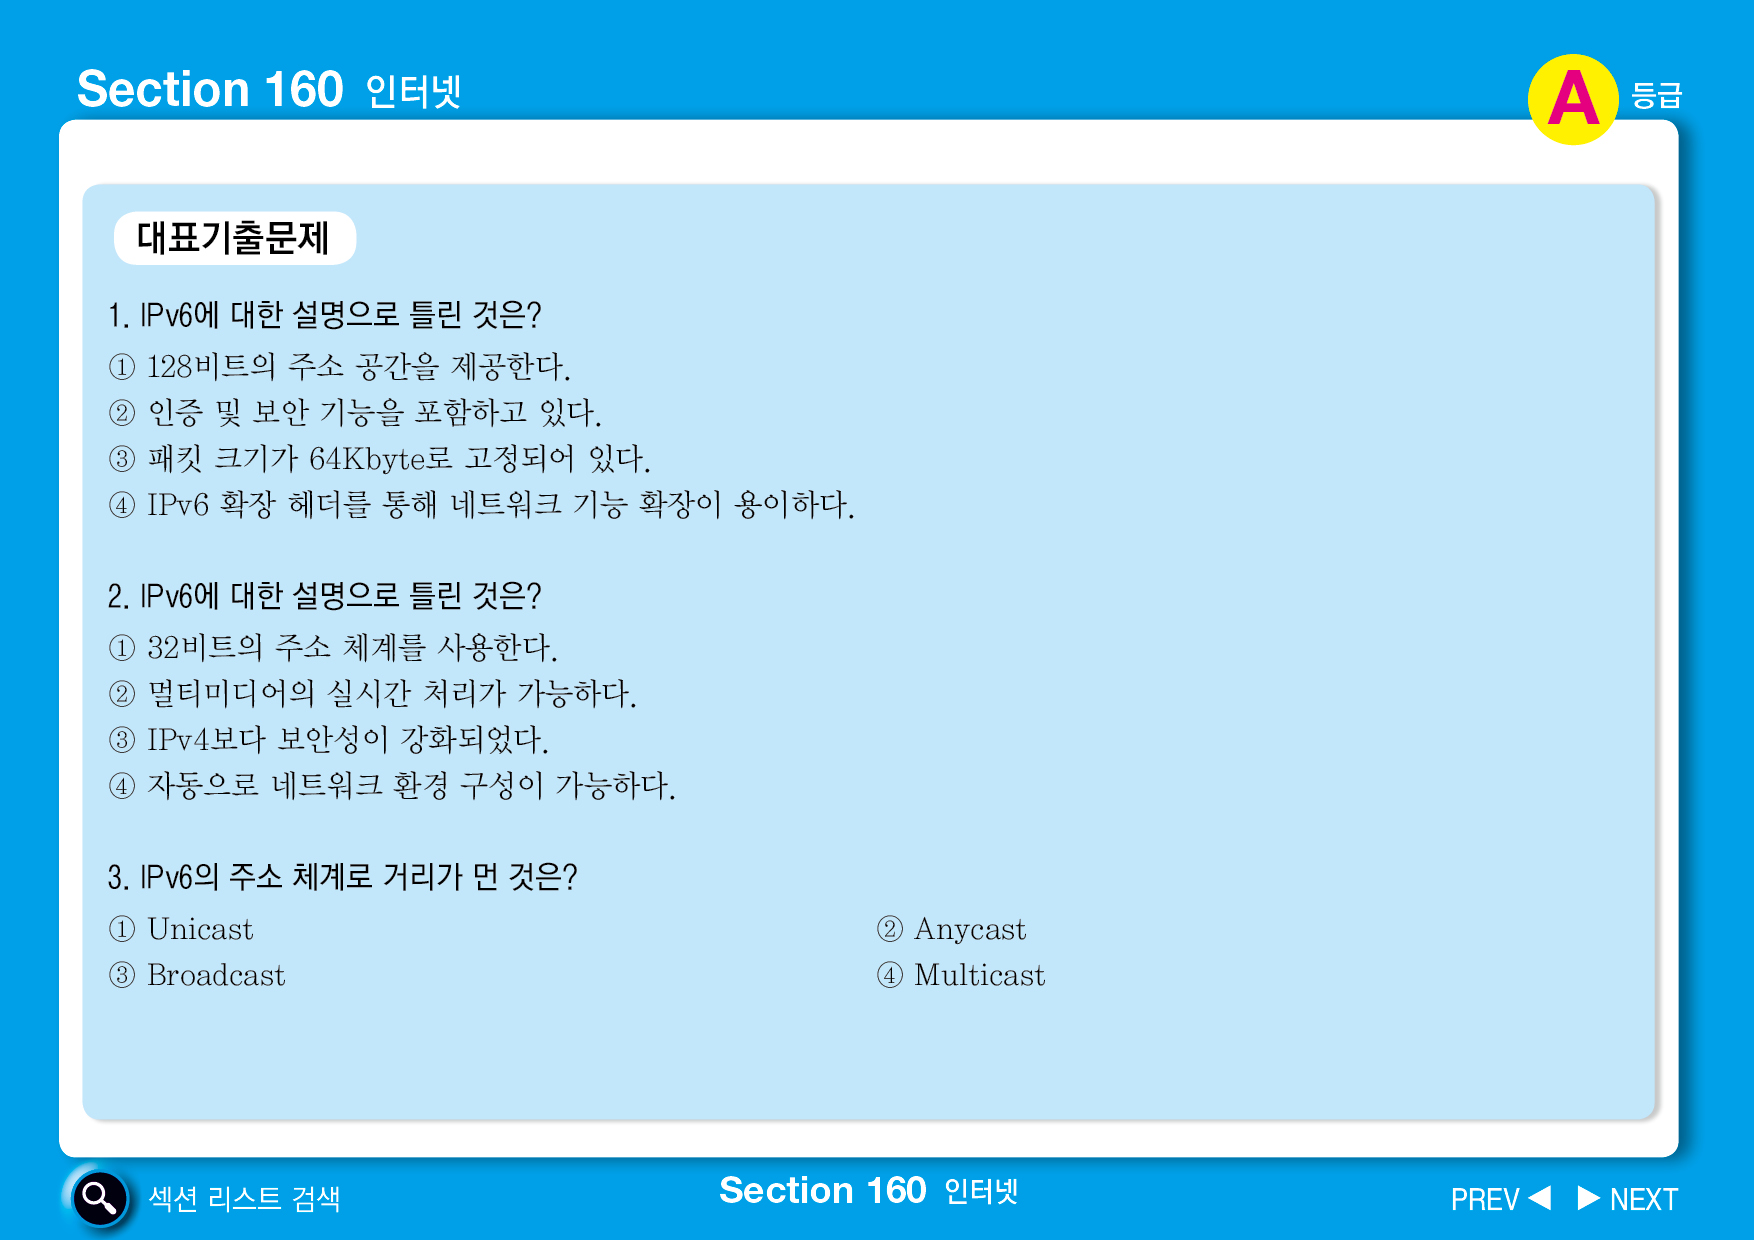 Section 160 인터넷
A 등급
대표기출문제
1. IPv6에 대한 설명으로 틀린 것은?
① 128비트의 주소 공간을 제공한다.
② 인증 및 보안 기능을 포함하고 있다.
③ 패킷 크기가 64Kbyte로 고정되어 있다.
④ IPv6 확장 헤더를 통해 네트워크 기능 확장이 용이하다.
2. IPv6에 대한 설명으로 틀린 것은?
① 32비트의 주소 체계를 사용한다.
② 멀티미디어의 실시간 처리가 가능하다.
③ IPv4보다 보안성이 강화되었다.
④ 자동으로 네트워크 환경 구성이 가능하다.
3. IPv6의 주소 체계로 거리가 먼 것은?
① Unicast ② Anycast
③ Broadcast ④ Multicast
섹션 리스트 검색 Section 160 인터넷 PREV ◀ ▶ NEXT